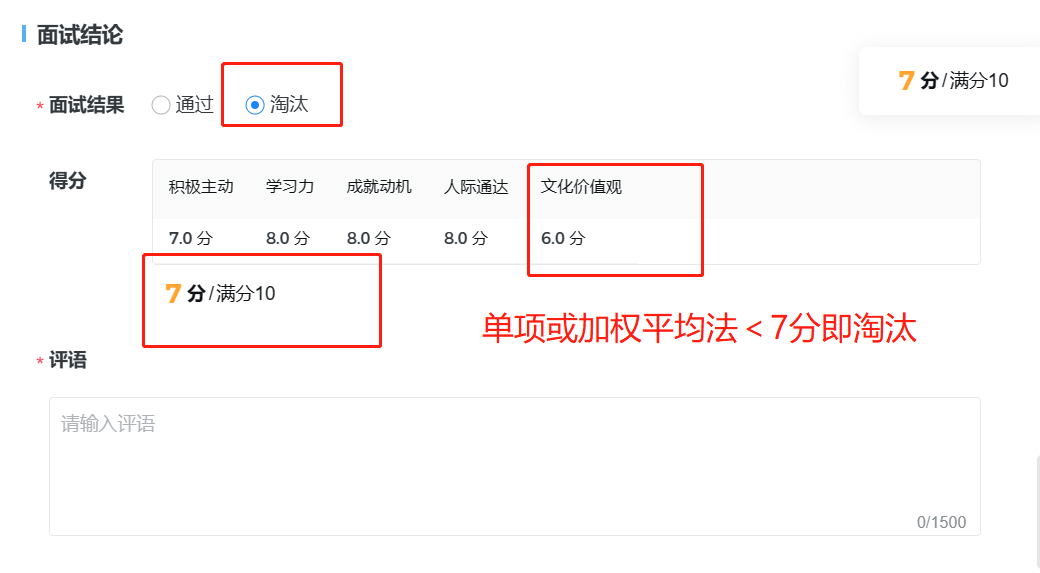 面试结论
7 分/满分10
* 面试结果 通过 淘汰
得分
积极主动 学习力 成就动机 人际通达 文化价值观
7.0 分 8.0 分 8.0 分 8.0 分 6.0 分
7 分/满分10
单项或加权平均法<7分即淘汰
* 评语
请输入评语
0/1500